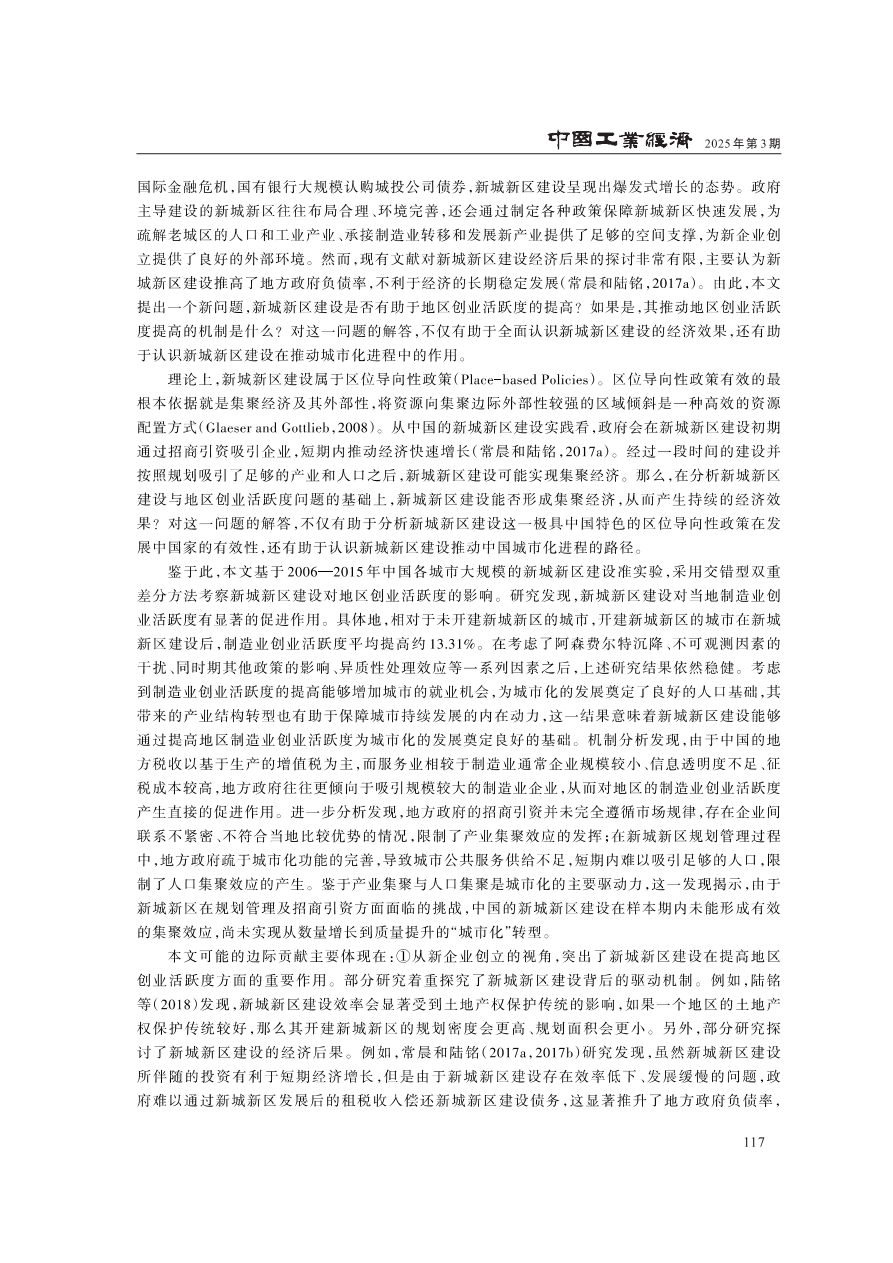 中国工業經濟 2025年第3期
国际金融危机,国有银行大规模认购城投公司债券,新城新区建设呈现出爆发式增长的态势。政府
主导建设的新城新区往往布局合理、环境完善,还会通过制定各种政策保障新城新区快速发展,为
疏解老城区的人口和工业产业、承接制造业转移和发展新产业提供了足够的空间支撑,为新企业创
立提供了良好的外部环境。然而,现有文献对新城新区建设经济后果的探讨非常有限,主要认为新
城新区建设推高了地方政府负债率,不利于经济的长期稳定发展(常晨和陆铭,2017a)。由此,本文
提出一个新问题,新城新区建设是否有助于地区创业活跃度的提高？如果是,其推动地区创业活跃
度提高的机制是什么？对这一问题的解答,不仅有助于全面认识新城新区建设的经济效果,还有助
于认识新城新区建设在推动城市化进程中的作用。
理论上,新城新区建设属于区位导向性政策(Place-based Policies)。区位导向性政策有效的最
根本依据就是集聚经济及其外部性,将资源向集聚边际外部性较强的区域倾斜是一种高效的资源
配置方式(Glaeser and Gottlieb,2008)。从中国的新城新区建设实践看,政府会在新城新区建设初期
通过招商引资吸引企业,短期内推动经济快速增长(常晨和陆铭,2017a)。经过一段时间的建设并
按照规划吸引了足够的产业和人口之后,新城新区建设可能实现集聚经济。那么,在分析新城新区
建设与地区创业活跃度问题的基础上,新城新区建设能否形成集聚经济,从而产生持续的经济效
果？对这一问题的解答,不仅有助于分析新城新区建设这一极具中国特色的区位导向性政策在发
展中国家的有效性,还有助于认识新城新区建设推动中国城市化进程的路径。
鉴于此,本文基于2006—2015年中国各城市大规模的新城新区建设准实验,采用交错型双重
差分方法考察新城新区建设对地区创业活跃度的影响。研究发现,新城新区建设对当地制造业创
业活跃度有显著的促进作用。具体地,相对于未开建新城新区的城市,开建新城新区的城市在新城
新区建设后,制造业创业活跃度平均提高约13.31%。在考虑了阿森费尔特沉降、不可观测因素的
干扰、同时期其他政策的影响、异质性处理效应等一系列因素之后,上述研究结果依然稳健。考虑
到制造业创业活跃度的提高能够增加城市的就业机会,为城市化的发展奠定了良好的人口基础,其
带来的产业结构转型也有助于保障城市持续发展的内在动力,这一结果意味着新城新区建设能够
通过提高地区制造业创业活跃度为城市化的发展奠定良好的基础。机制分析发现,由于中国的地
方税收以基于生产的增值税为主,而服务业相较于制造业通常企业规模较小、信息透明度不足、征
税成本较高,地方政府往往更倾向于吸引规模较大的制造业企业,从而对地区的制造业创业活跃度
产生直接的促进作用。进一步分析发现,地方政府的招商引资并未完全遵循市场规律,存在企业间
联系不紧密、不符合当地比较优势的情况,限制了产业集聚效应的发挥;在新城新区规划管理过程
中,地方政府疏于城市化功能的完善,导致城市公共服务供给不足,短期内难以吸引足够的人口,限
制了人口集聚效应的产生。鉴于产业集聚与人口集聚是城市化的主要驱动力,这一发现揭示,由于
新城新区在规划管理及招商引资方面面临的挑战,中国的新城新区建设在样本期内未能形成有效
的集聚效应,尚未实现从数量增长到质量提升的“城市化”转型。
本文可能的边际贡献主要体现在:①从新企业创立的视角,突出了新城新区建设在提高地区
创业活跃度方面的重要作用。部分研究着重探究了新城新区建设背后的驱动机制。例如,陆铭
等(2018)发现,新城新区建设效率会显著受到土地产权保护传统的影响,如果一个地区的土地产
权保护传统较好,那么其开建新城新区的规划密度会更高、规划面积会更小。另外,部分研究探
讨了新城新区建设的经济后果。例如,常晨和陆铭(2017a,2017b)研究发现,虽然新城新区建设
所伴随的投资有利于短期经济增长,但是由于新城新区建设存在效率低下、发展缓慢的问题,政
府难以通过新城新区发展后的租税收入偿还新城新区建设债务,这显著推升了地方政府负债率,
117